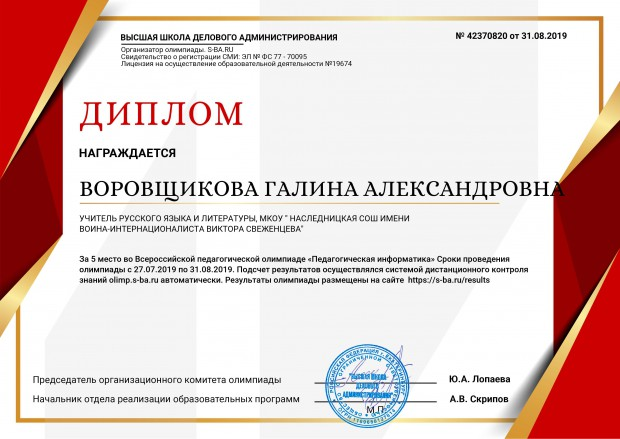 ВЫСШАЯ ШКОЛА ДЕЛОВОГО АДМИНИСТРИРОВАНИЯ
№ 42370820 от 31.08.2019
Организатор олимпиады. S-BA.RU
Свидетельство о регистрации СМИ: ЭЛ № ФС 77 - 70095
Лицензия на осуществление образовательной деятельности №19674
ДИПЛОМ
НАГРАЖДАЕТСЯ
ВОРОВЩИКОВА ГАЛИНА АЛЕКСАНДРОВНА
УЧИТЕЛЬ РУССКОГО ЯЗЫКА И ЛИТЕРАТУРЫ, МКОУ " НАСЛЕДНИЦКАЯ СОШ ИМЕНИ
ВОИНА-ИНТЕРНАЦИОНАЛИСТА ВИКТОРА СВЕЖЕНЦЕВА"
За 5 место во Всероссийской педагогической олимпиаде «Педагогическая информатика» Сроки проведения
олимпиады с 27.07.2019 по 31.08.2019. Подсчет результатов осуществлялся системой дистанционного контроля
знаний olimp.s-ba.ru автоматически. Результаты олимпиады размещены на сайте https://s-ba.ru/results
Председатель организационного комитета олимпиады
Ю.А. Лопаева
Начальник отдела реализации образовательных программ
А.В. Скрипов
"ВЫСШАЯ ШКОЛА
ДЕЛОВОГО
АДМИНИСТРИРОВАНИЯ"
М.П.